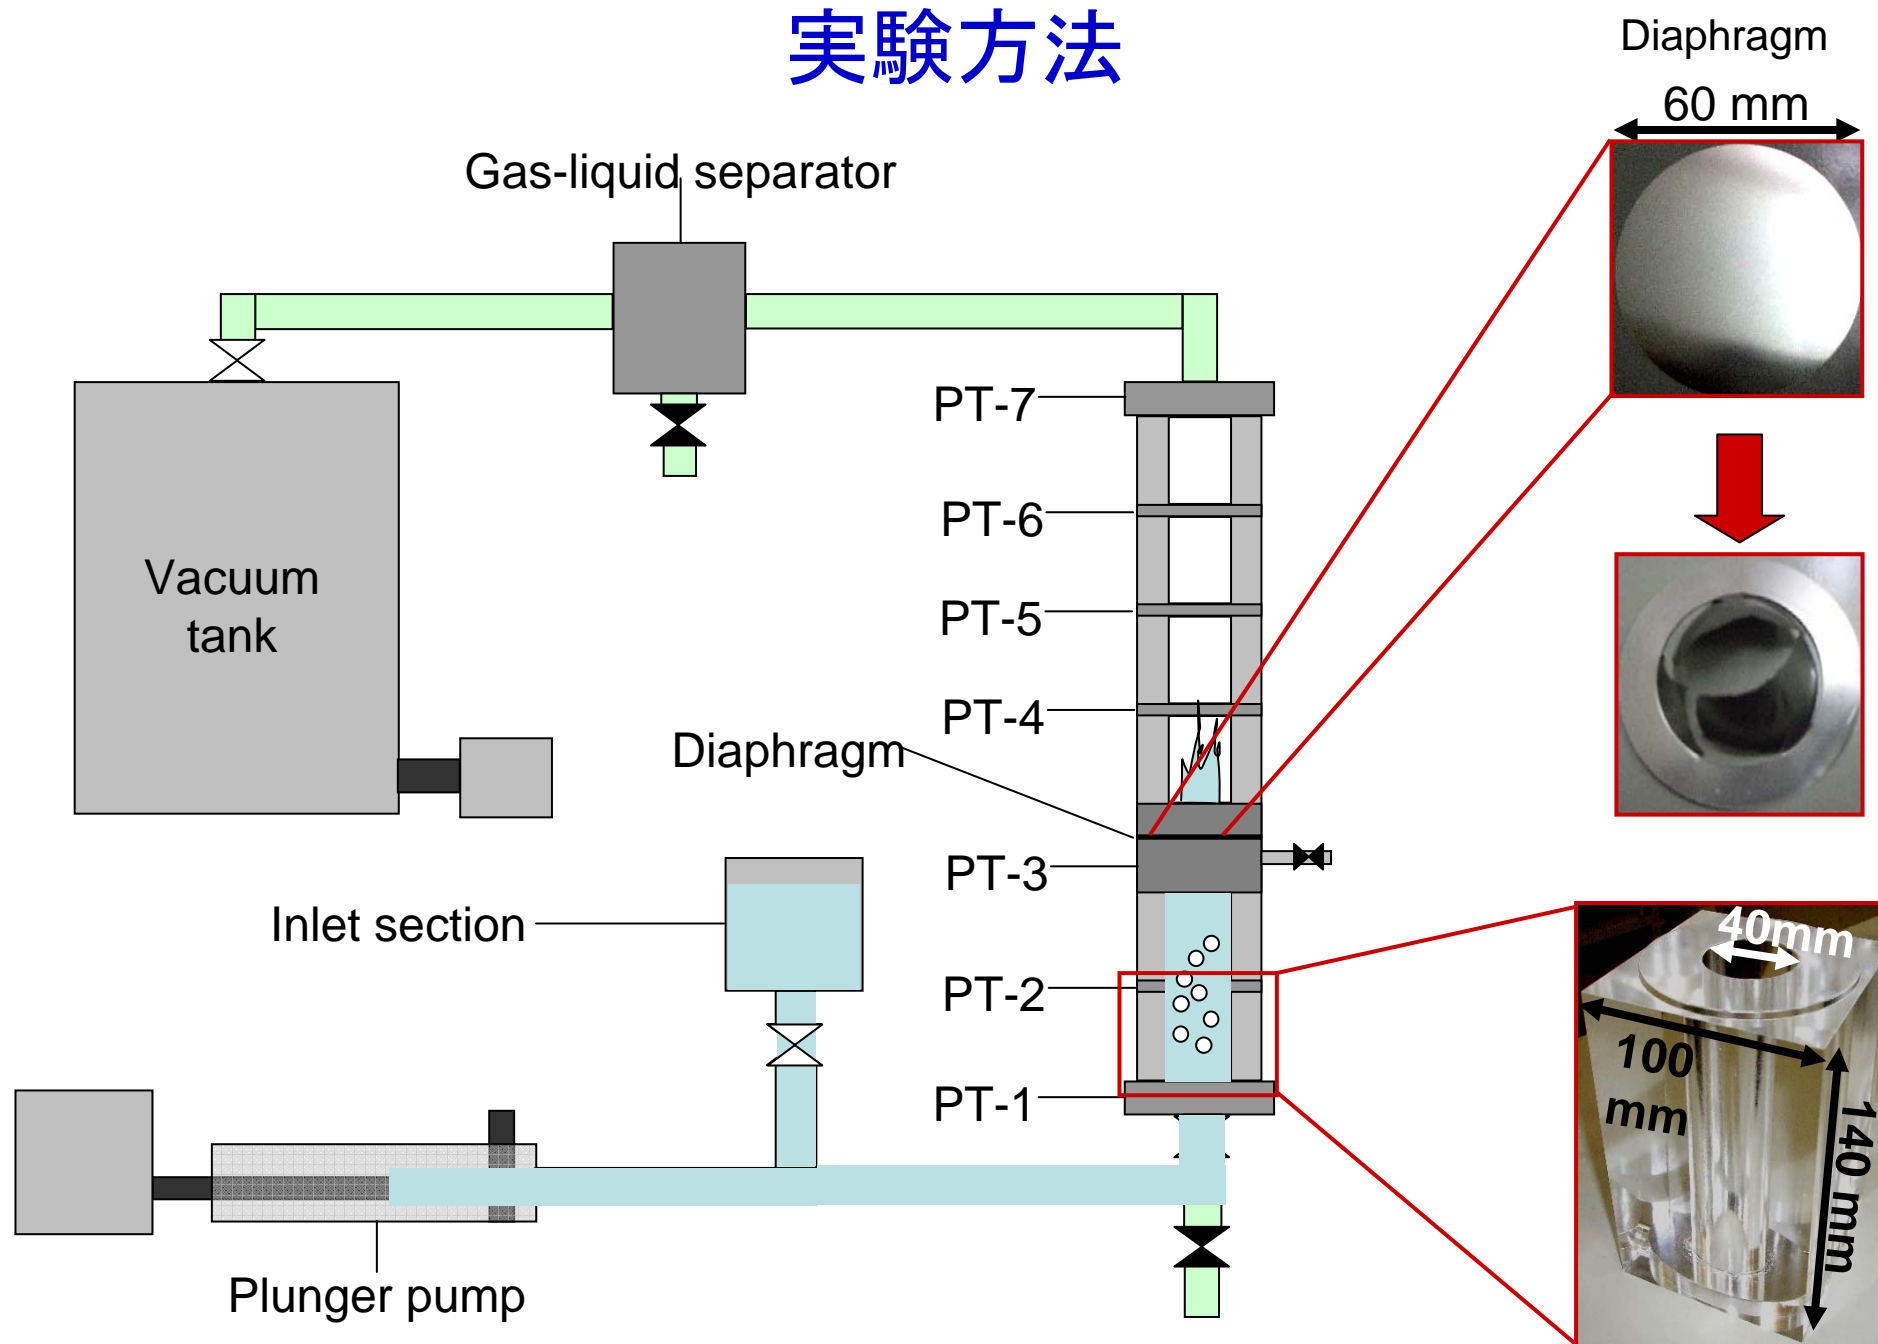 実験方法
Diaphragm
60 mm
Gas-liquid separator
PT-7
PT-6
Vacuum
tank
PT-5
PT-4
Diaphragm
PT-3
Inlet section
40mm
PT-2
100
mm
140 mm
PT-1
Plunger pump